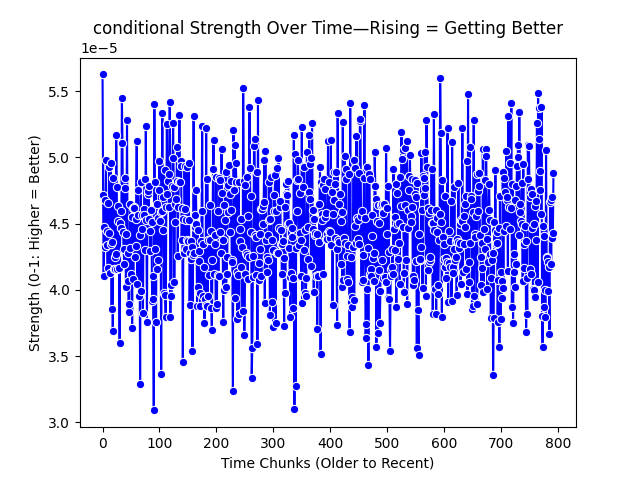 conditional Strength Over Time—Rising = Getting Better
1e−5
5.5
5.0
4.5
4.0
3.5
3.0
Strength (0-1: Higher = Better)
0 100 200 300 400 500 600 700 800
Time Chunks (Older to Recent)